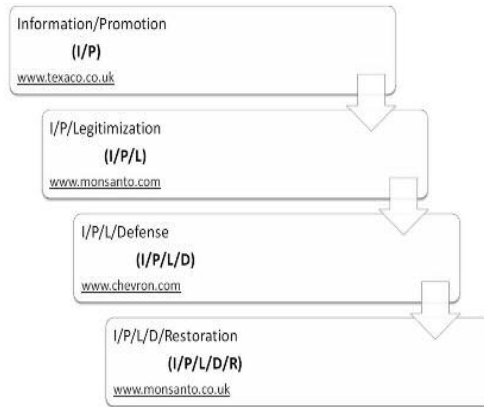 Information/Promotion
(I/P)
www.texaco.co.uk
I/P/Legitimization
(I/P/L)
www.monsanto.com
I/P/L/Defense
(I/P/L/D)
www.chevron.com
I/P/L/D/Restoration
(I/P/L/D/R)
www.monsanto.co.uk